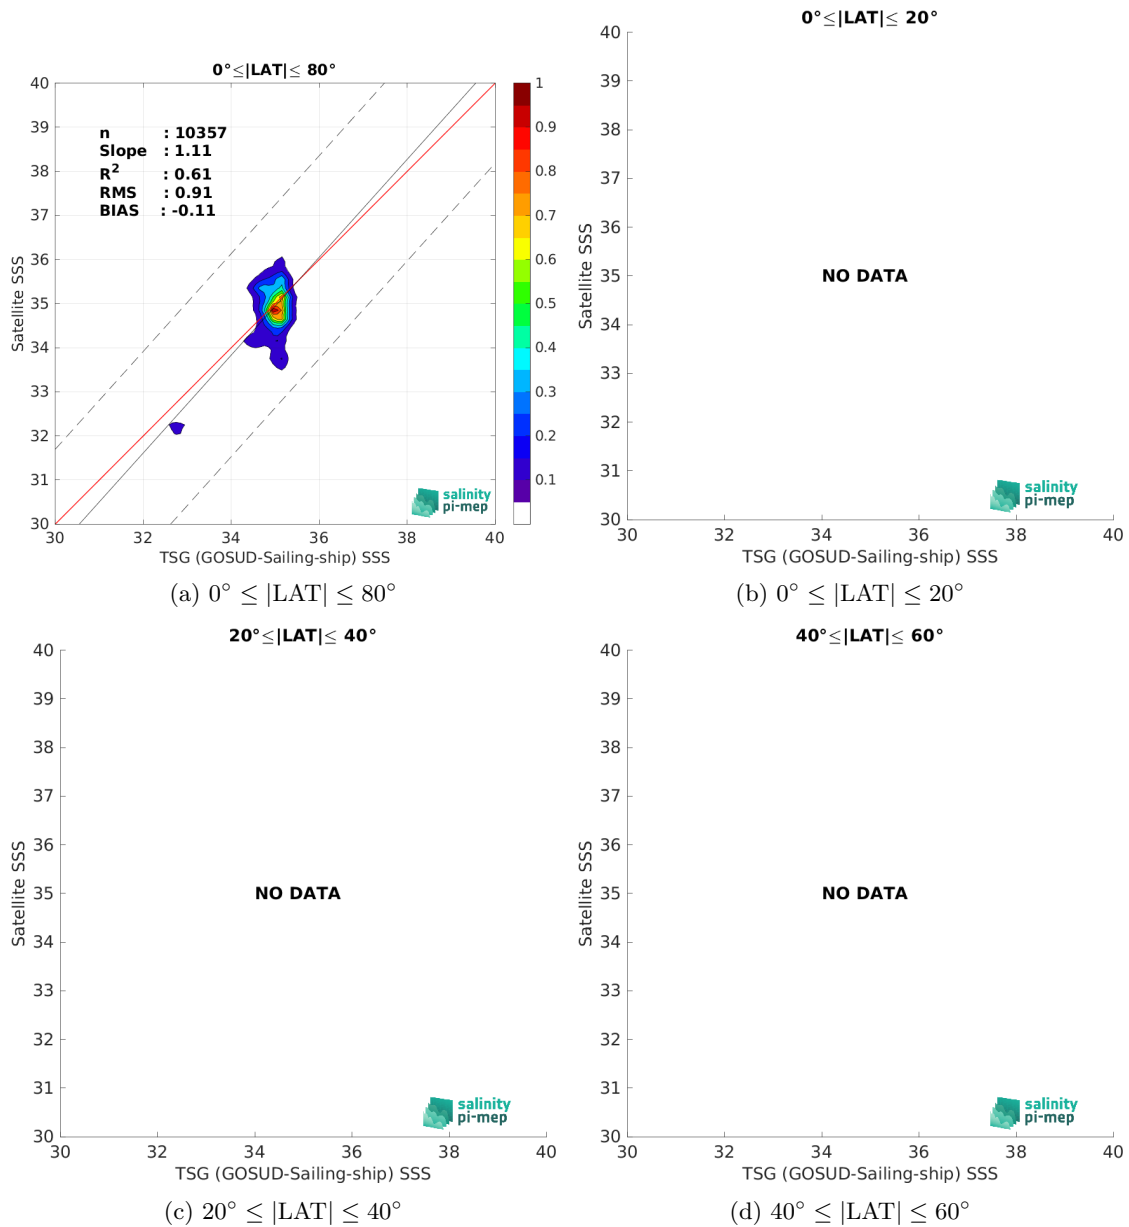 0°≤|LAT|≤ 80°
40
39
38
37
36
35
34
33
32
31
30
Satellite SSS
n : 10357
Slope : 1.11
R² : 0.61
RMS : 0.91
BIAS : -0.11
1
0.9
0.8
0.7
0.6
0.5
0.4
0.3
0.2
0.1
salinity
pi-mep
30 32 34 36 38 40
TSG (GOSUD-Sailing-ship) SSS
(a) 0° ≤ |LAT| ≤ 80°
0°≤|LAT|≤ 20°
40
39
38
37
36
35
34
33
32
31
30
Satellite SSS
NO DATA
salinity
pi-mep
30 32 34 36 38 40
TSG (GOSUD-Sailing-ship) SSS
(b) 0° ≤ |LAT| ≤ 20°
20°≤|LAT|≤ 40°
40
39
38
37
36
35
34
33
32
31
30
Satellite SSS
NO DATA
salinity
pi-mep
30 32 34 36 38 40
TSG (GOSUD-Sailing-ship) SSS
(c) 20° ≤ |LAT| ≤ 40°
40°≤|LAT|≤ 60°
40
39
38
37
36
35
34
33
32
31
30
Satellite SSS
NO DATA
salinity
pi-mep
30 32 34 36 38 40
TSG (GOSUD-Sailing-ship) SSS
(d) 40° ≤ |LAT| ≤ 60°